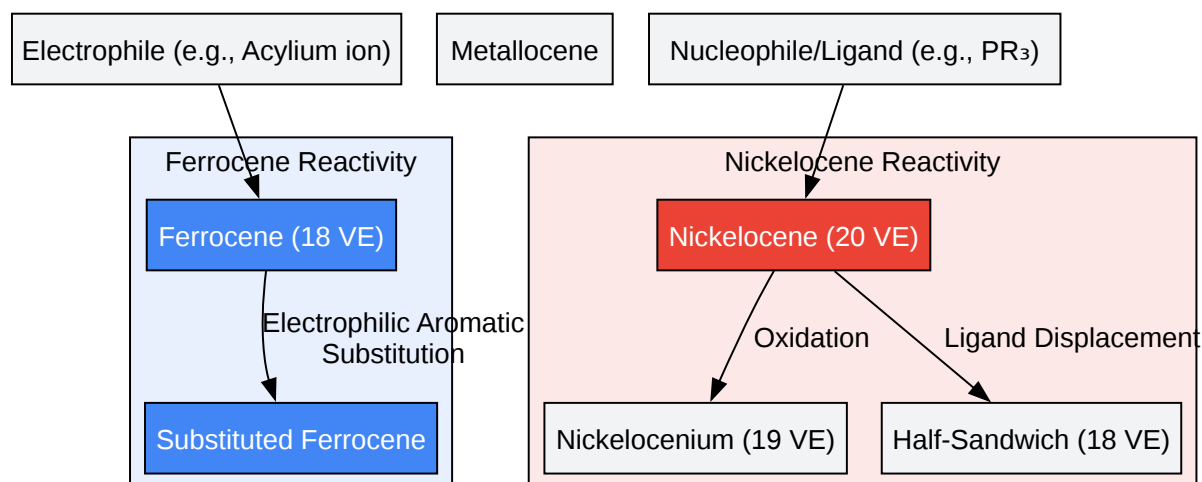 Electrophile (e.g., Acylium ion)
Metallocene
Nucleophile/Ligand (e.g., PR₃)
Ferrocene Reactivity
Nickelocene Reactivity
Ferrocene (18 VE)
Nickelocene (20 VE)
Electrophilic Aromatic
Substitution
Oxidation
Ligand Displacement
Substituted Ferrocene
Nickelocenium (19 VE)
Half-Sandwich (18 VE)